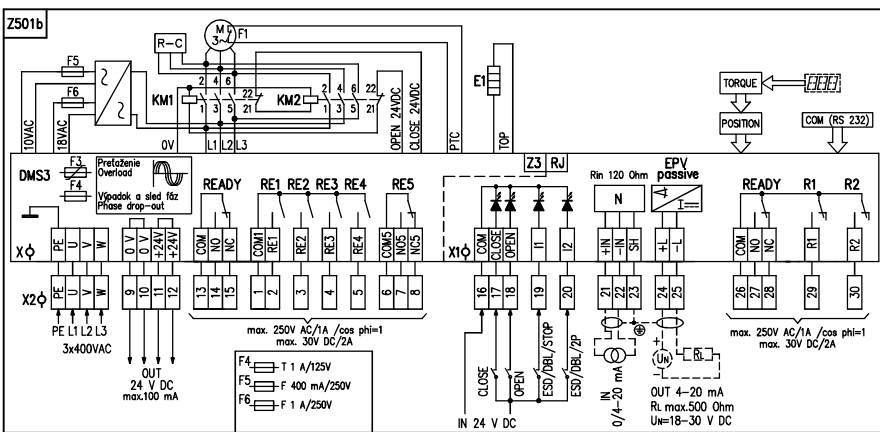 Z501b
F5
F6
10VAC
18VAC
R-C
M
3~
F1
2 4 6
22
KM1
1 3 5
21
KM2
2 4 6
22
1 3 5
21
0V
L1 L2 L3
OPEN 24VDC
CLOSE 24VDC
PTC
E1
TOP
TORQUE
POSITION
COM (RS 232)
DMS3
F3
F4
Preťaženie
Overload
Výpadok a sled fáz
Phase drop-out
READY
RE1 RE2 RE3 RE4
RE5
Z3 RJ
Rin 120 Ohm
N
EPV
passive
READY
R1
R2
X
PE U V W
0 V 0 V +24V +24V
COM NO NC
COM1 RE1 RE2 RE3 RE4
COM5 NO5 NC5
X1
COM CLOSE OPEN
I1
I2
+IN -IN SH
+L -L
COM NO NC
R1
R2
X2
PE U V W
9 10 11 12
13 14 15
1 2 3 4 5
6 7 8
16 17 18 19 20
21 22 23
24 25
26 27 28 29 30
PE L1 L2 L3
3x400VAC
OUT
24 V DC
max.100 mA
max. 250V AC/1A /cos phi=1
max. 30V DC/2A
F4 T 1 A/125V
F5 F 400 mA/250V
F6 F 1 A/250V
CLOSE
OPEN
ESD/DBL/STOP
ESD/DBL/2P
IN 24 V DC
IN
0/4-20 mA
+
UN
-
RL
OUT 4-20 mA
RL max.500 Ohm
UN=18-30 V DC
max. 250V AC/1A /cos phi=1
max. 30V DC/2A